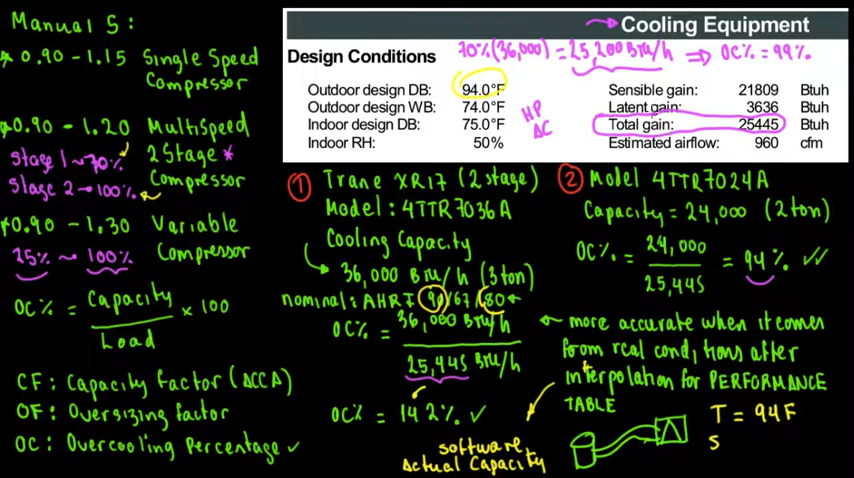 Manual S:
* 0.90 - 1.15 Single Speed
Compressor
* 0.90 - 1.20 Multispeed
Stage 1 ~ 70% 2 Stage *
Stage 2 → 100% Compressor
* 0.90 - 1.30 Variable
25% ~ 100% Compressor
OC% = Capacity / Load × 100
CF: Capacity Factor (ACCA)
OF: Oversizing factor
OC: Overcooling Percentage ✓
→ Cooling Equipment
Design Conditions
70% (36,000) = 25,200 BTU/h ⇒ OC% = 99%
Outdoor design DB: 94.0°F Sensible gain: 21809 Btuh
Outdoor design WB: 74.0°F Latent gain: 3636 Btuh
Indoor design DB: 75.0°F Total gain: 25445 Btuh
Indoor RH: 50% Estimated airflow: 960 cfm
HP
AC
① Trane XR17 (2 stage)
Model: 4TTR7036A
Cooling Capacity
36,000 BTU/h (3 ton)
nominal: AHRI 95/67/80
OC% = 36,000 BTU/h / 25,445 BTU/h
OC% = 142% ✓
software
Actual Capacity
② Model 4TTR7024A
Capacity = 24,000 (2 ton)
OC% = 24,000 / 25,445 = 94% ✓✓
← more accurate when it comes
from real conditions after
interpolation for PERFORMANCE
TABLE
T = 94F
S